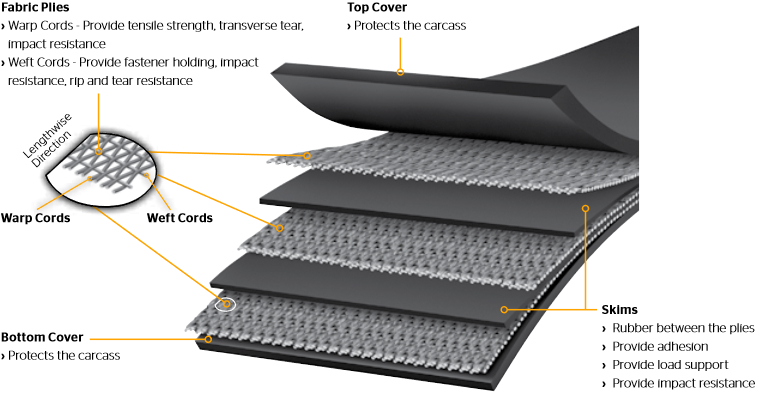 Fabric Plies
› Warp Cords - Provide tensile strength, transverse tear,
impact resistance
› Weft Cords - Provide fastener holding, impact
resistance, rip and tear resistance
Top Cover
› Protects the carcass
Lengthwise
Direction
Warp Cords
Weft Cords
Bottom Cover
› Protects the carcass
Skims
› Rubber between the plies
› Provide adhesion
› Provide load support
› Provide impact resistance